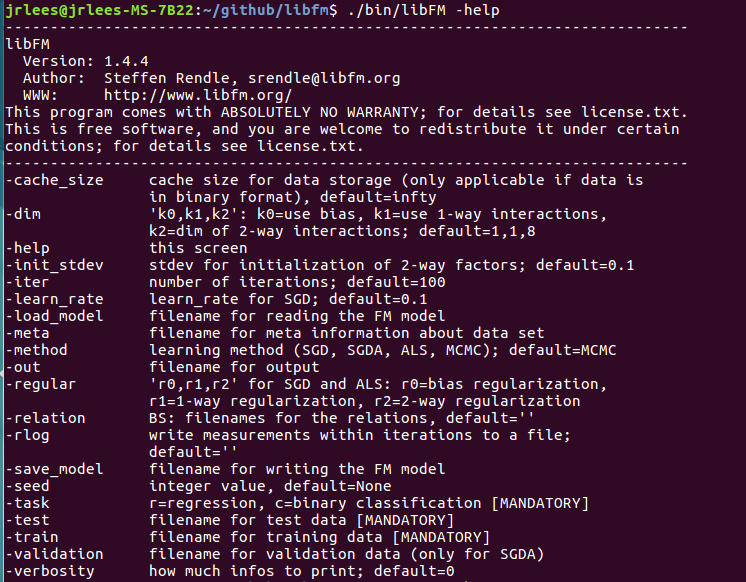 jrlees@jrlees-MS-7B22:~/github/libfm$ ./bin/libFM -help
----------------------------------------------------------------------------
libFM
  Version: 1.4.4
  Author:  Steffen Rendle, srendle@libfm.org
  WWW:     http://www.libfm.org/
This program comes with ABSOLUTELY NO WARRANTY; for details see license.txt.
This is free software, and you are welcome to redistribute it under certain
conditions; for details see license.txt.
----------------------------------------------------------------------------
-cache_size     cache size for data storage (only applicable if data is
                in binary format), default=infty
-dim            'k0,k1,k2': k0=use bias, k1=use 1-way interactions,
                k2=dim of 2-way interactions; default=1,1,8
-help           this screen
-init_stdev     stdev for initialization of 2-way factors; default=0.1
-iter           number of iterations; default=100
-learn_rate     learn_rate for SGD; default=0.1
-load_model     filename for reading the FM model
-meta           filename for meta information about data set
-method         learning method (SGD, SGDA, ALS, MCMC); default=MCMC
-out            filename for output
-regular        'r0,r1,r2' for SGD and ALS: r0=bias regularization,
                r1=1-way regularization, r2=2-way regularization
-relation       BS: filenames for the relations, default=''
-rlog           write measurements within iterations to a file;
                default=''
-save_model     filename for writing the FM model
-seed           integer value, default=None
-task           r=regression, c=binary classification [MANDATORY]
-test           filename for test data [MANDATORY]
-train          filename for training data [MANDATORY]
-validation     filename for validation data (only for SGDA)
-verbosity      how much infos to print; default=0